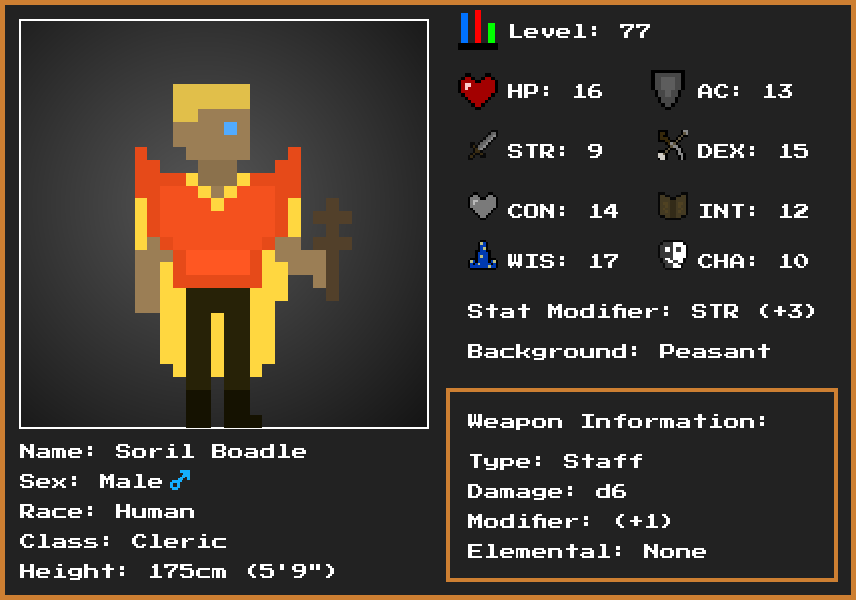 Level: 77
HP: 16 AC: 13
STR: 9 DEX: 15
CON: 14 INT: 12
WIS: 17 CHA: 10
Stat Modifier: STR (+3)
Background: Peasant
Weapon Information:
Type: Staff
Damage: d6
Modifier: (+1)
Elemental: None
Name: Soril Boadle
Sex: Male♂
Race: Human
Class: Cleric
Height: 175cm (5'9")